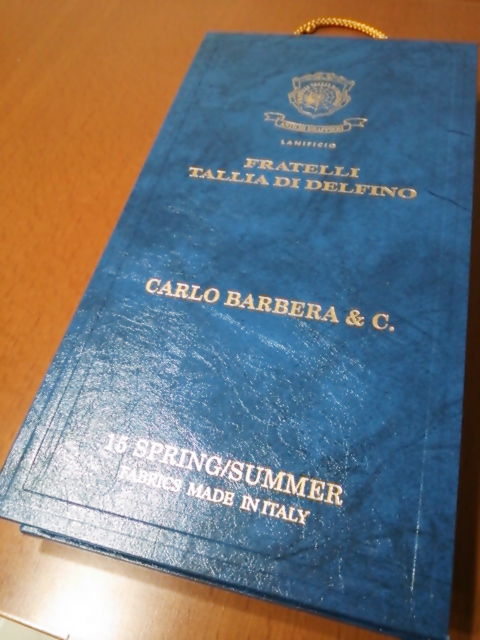 LANIFICIO
FRATELLI
TALLIA DI DELFINO
CARLO BARBERA & C.
15 SPRING/SUMMER
FABRICS MADE IN ITALY